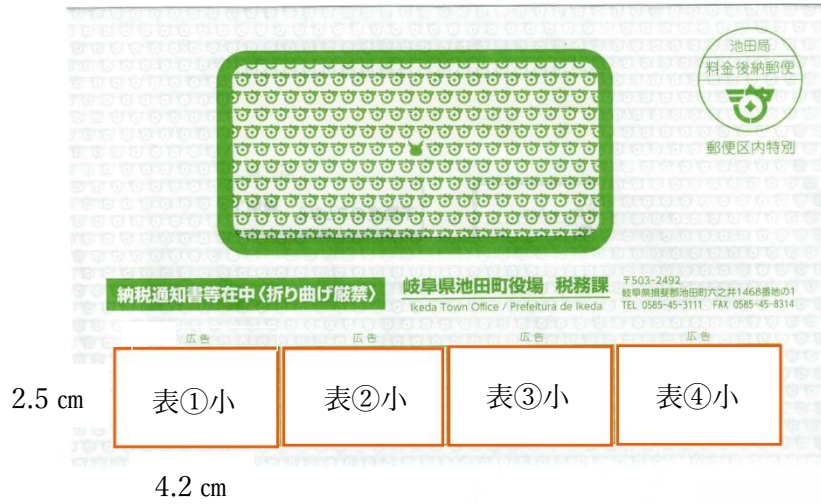 池田局
料金後納郵便
郵便区内特別
納税通知書等在中〈折り曲げ厳禁〉
岐阜県池田町役場 税務課
Ikeda Town Office / Prefeitura de Ikeda
〒503-2492
岐阜県揖斐郡池田町六之井1468番地の1
TEL 0585-45-3111 FAX 0585-45-8314
広告 広告 広告 広告
2.5 ㎝ 表①小 表②小 表③小 表④小
4.2 ㎝